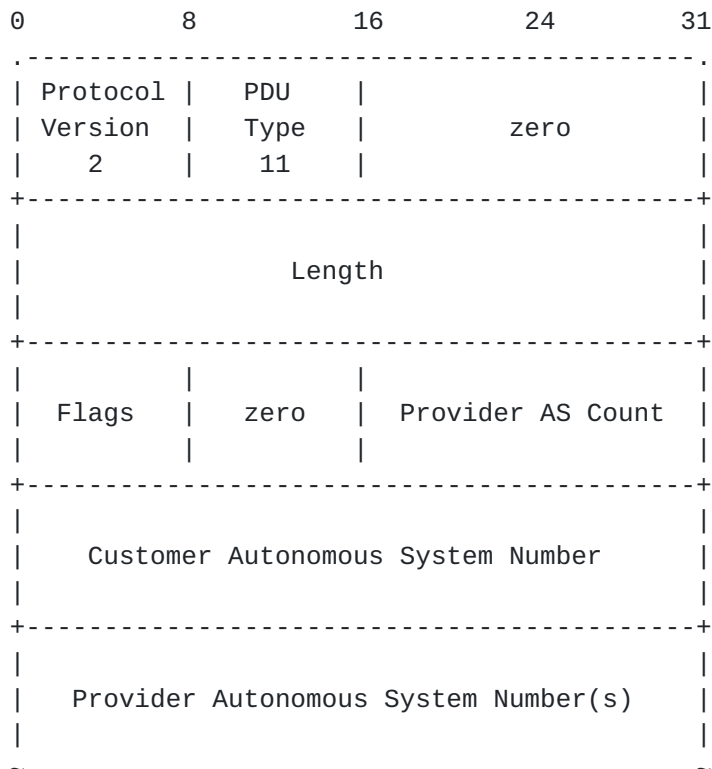 0          8          16         24        31
.-------------------------------------------.
| Protocol |   PDU    |                     |
| Version  |   Type   |         zero        |
|    2     |    11    |                     |
+-------------------------------------------+
|                                           |
|                 Length                    |
|                                           |
+-------------------------------------------+
|          |          |                     |
|  Flags   |   zero   |  Provider AS Count  |
|          |          |                     |
+-------------------------------------------+
|                                           |
|    Customer Autonomous System Number      |
|                                           |
+-------------------------------------------+
|                                           |
|   Provider Autonomous System Number(s)    |
|                                           |
~                                           ~